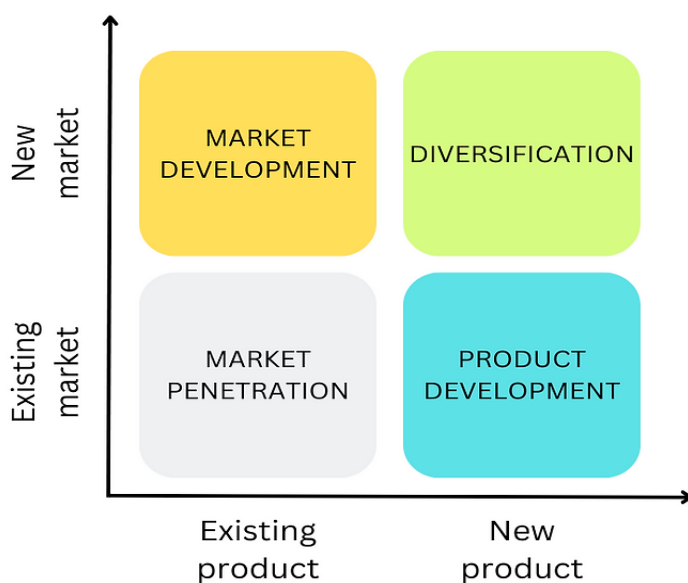 New
market
MARKET
DEVELOPMENT
DIVERSIFICATION
Existing
market
MARKET
PENETRATION
PRODUCT
DEVELOPMENT
Existing
product
New
product